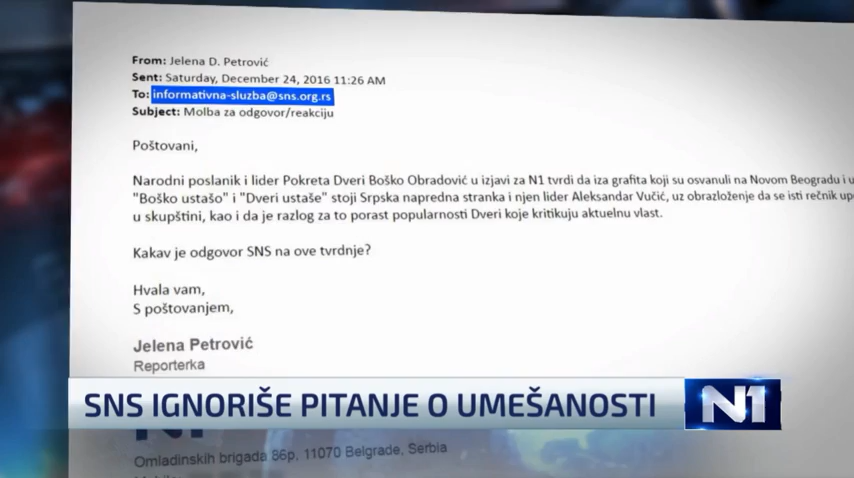 From: Jelena D. Petrović
Sent: Saturday, December 24, 2016 11:26 AM
To: informativna-sluzba@sns.org.rs
Subject: Molba za odgovor/reakciju
Poštovani,
Narodni poslanik i lider Pokreta Dveri Boško Obradović u izjavi za N1 tvrdi da iza grafita koji su osvanuli na Novom Beogradu i u
"Boško ustašo" i "Dveri ustaše" stoji Srpska napredna stranka i njen lider Aleksandar Vučić, uz obrazloženje da se isti rečnik
u skupštini, kao i da je razlog za to porast popularnosti Dveri koje kritikuju aktuelnu vlast.
Kakav je odgovor SNS na ove tvrdnje?
Hvala vam,
S poštovanjem,
Jelena Petrović
Reporterka
SNS IGNORIŠE PITANJE O UMEŠANOSTI N1
Omladinskih brigada 86p, 11070 Belgrade, Serbia